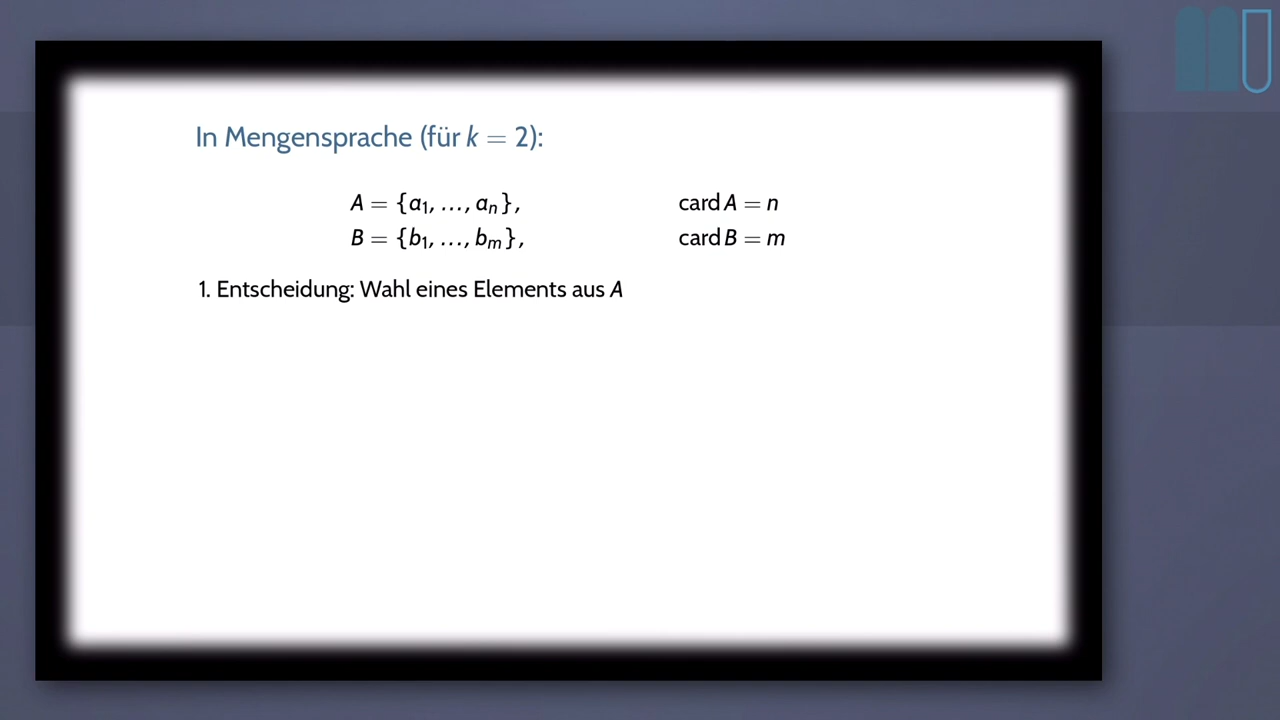 In Mengensprache (für k = 2):
A = {a₁, …, aₙ}, card A = n
B = {b₁, …, bₘ}, card B = m
1. Entscheidung: Wahl eines Elements aus A